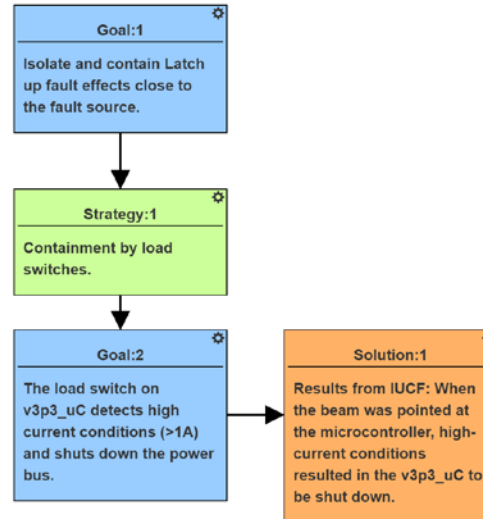 Goal:1
Isolate and contain Latch
up fault effects close to
the fault source.
Strategy:1
Containment by load
switches.
Goal:2
The load switch on
v3p3_uC detects high
current conditions (>1A)
and shuts down the power
bus.
Solution:1
Results from IUCF: When
the beam was pointed at
the microcontroller, high-
current conditions
resulted in the v3p3_uC to
be shut down.